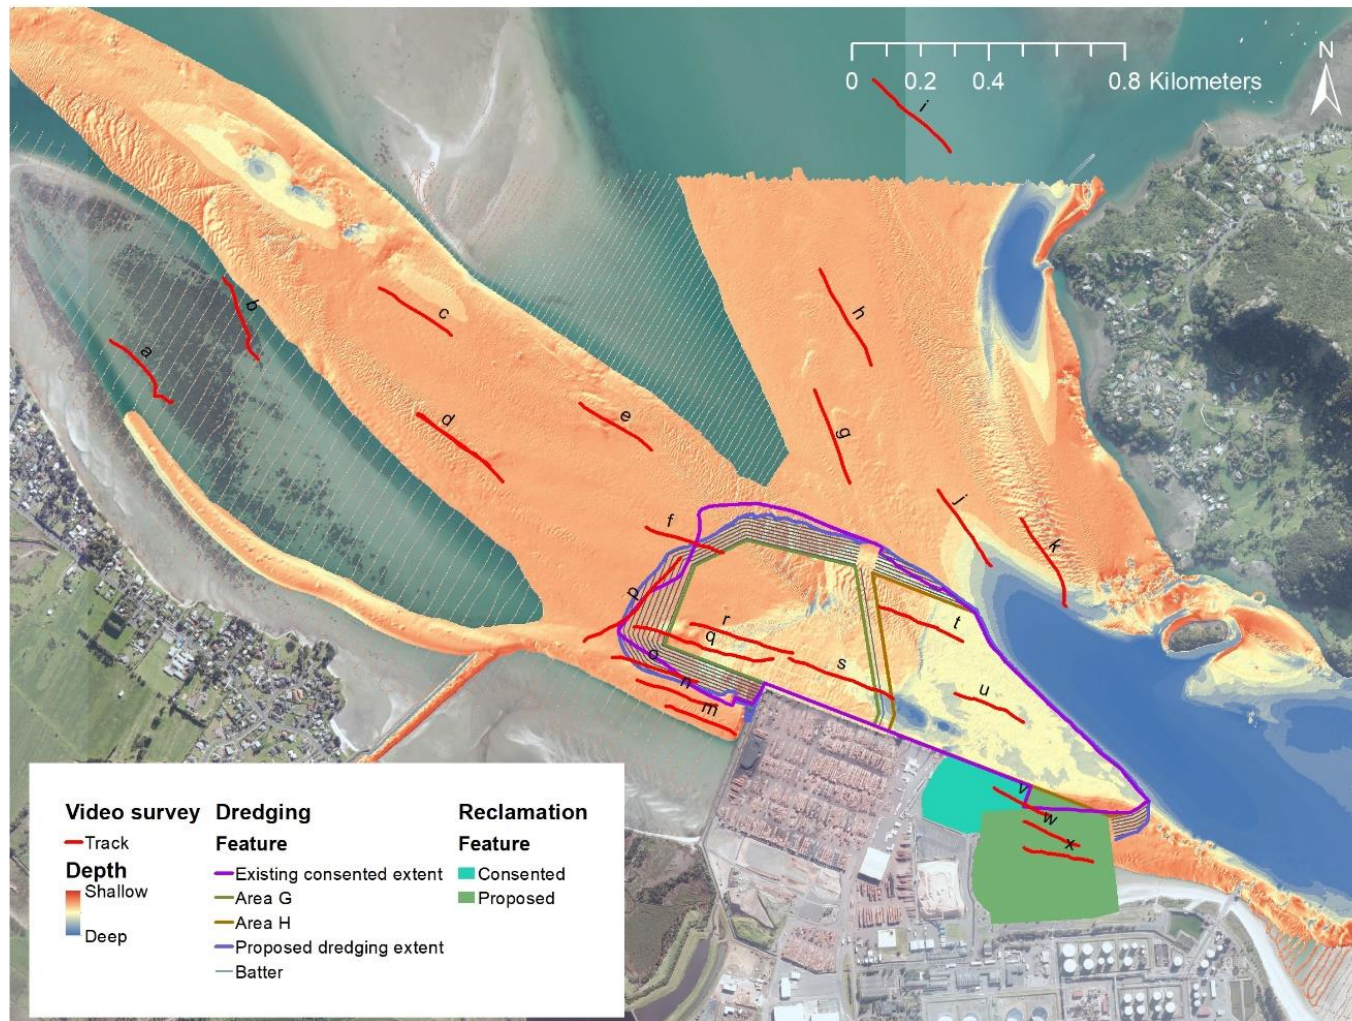 N
0 0.2 0.4 0.8 Kilometers
i
b
a
c
h
d
e
g
j
f
k
p
r
q
t
o
s
n
u
m
v
w
x
Video survey
Track
Depth
Shallow
Deep
Dredging
Feature
Existing consented extent
Area G
Area H
Proposed dredging extent
Batter
Reclamation
Feature
Consented
Proposed